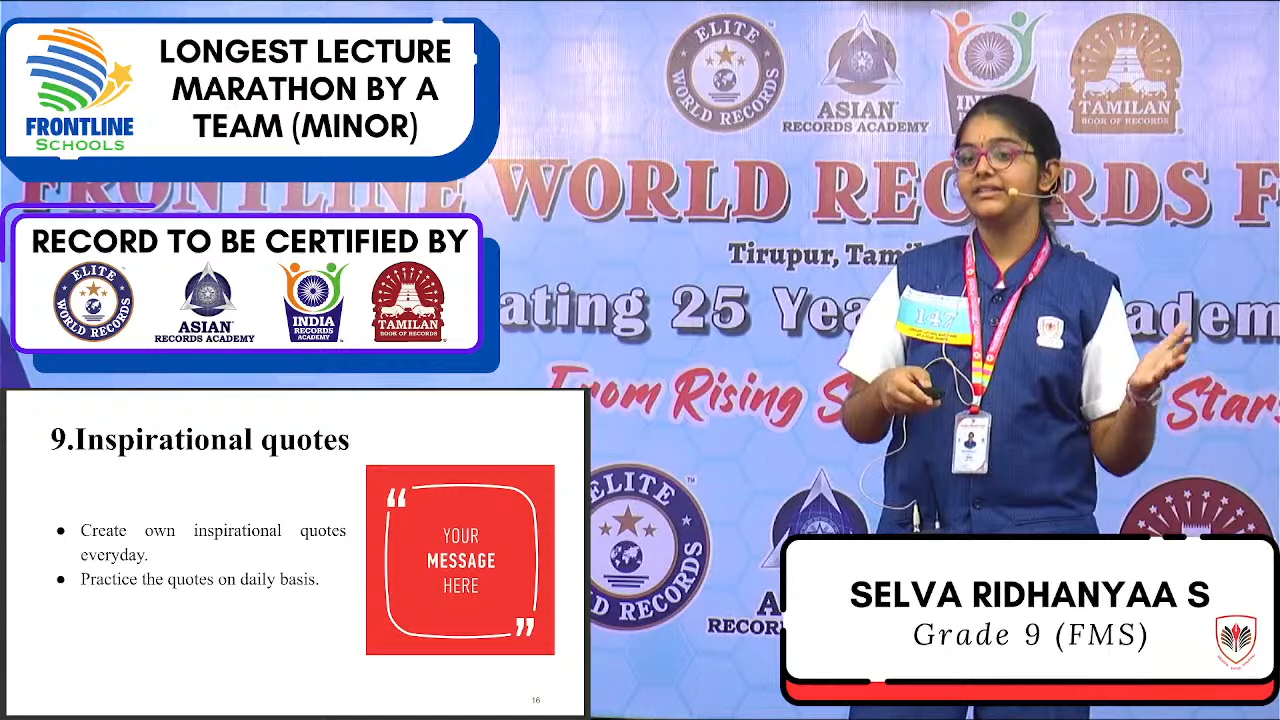 FRONTLINE
SCHOOLS
LONGEST LECTURE
MARATHON BY A
TEAM (MINOR)
RECORD TO BE CERTIFIED BY
ELITE
WORLD RECORDS
ASIAN
RECORDS ACADEMY
INDIA
RECORDS
ACADEMY
TAMILAN
BOOK OF RECORDS
9.Inspirational quotes
● Create own inspirational quotes
everyday.
● Practice the quotes on daily basis.
“
YOUR
MESSAGE
HERE
”
16
ELITE
WORLD RECORDS
ASIAN
RECORDS ACADEMY
TAMILAN
BOOK OF RECORDS
FRONTLINE WORLD RECORDS F
Tirupur, Tam
ating 25 Yea
adem
From Rising S
Stars
147
ELITE
RECORDS
SELVA RIDHANYAA S
Grade 9 (FMS)